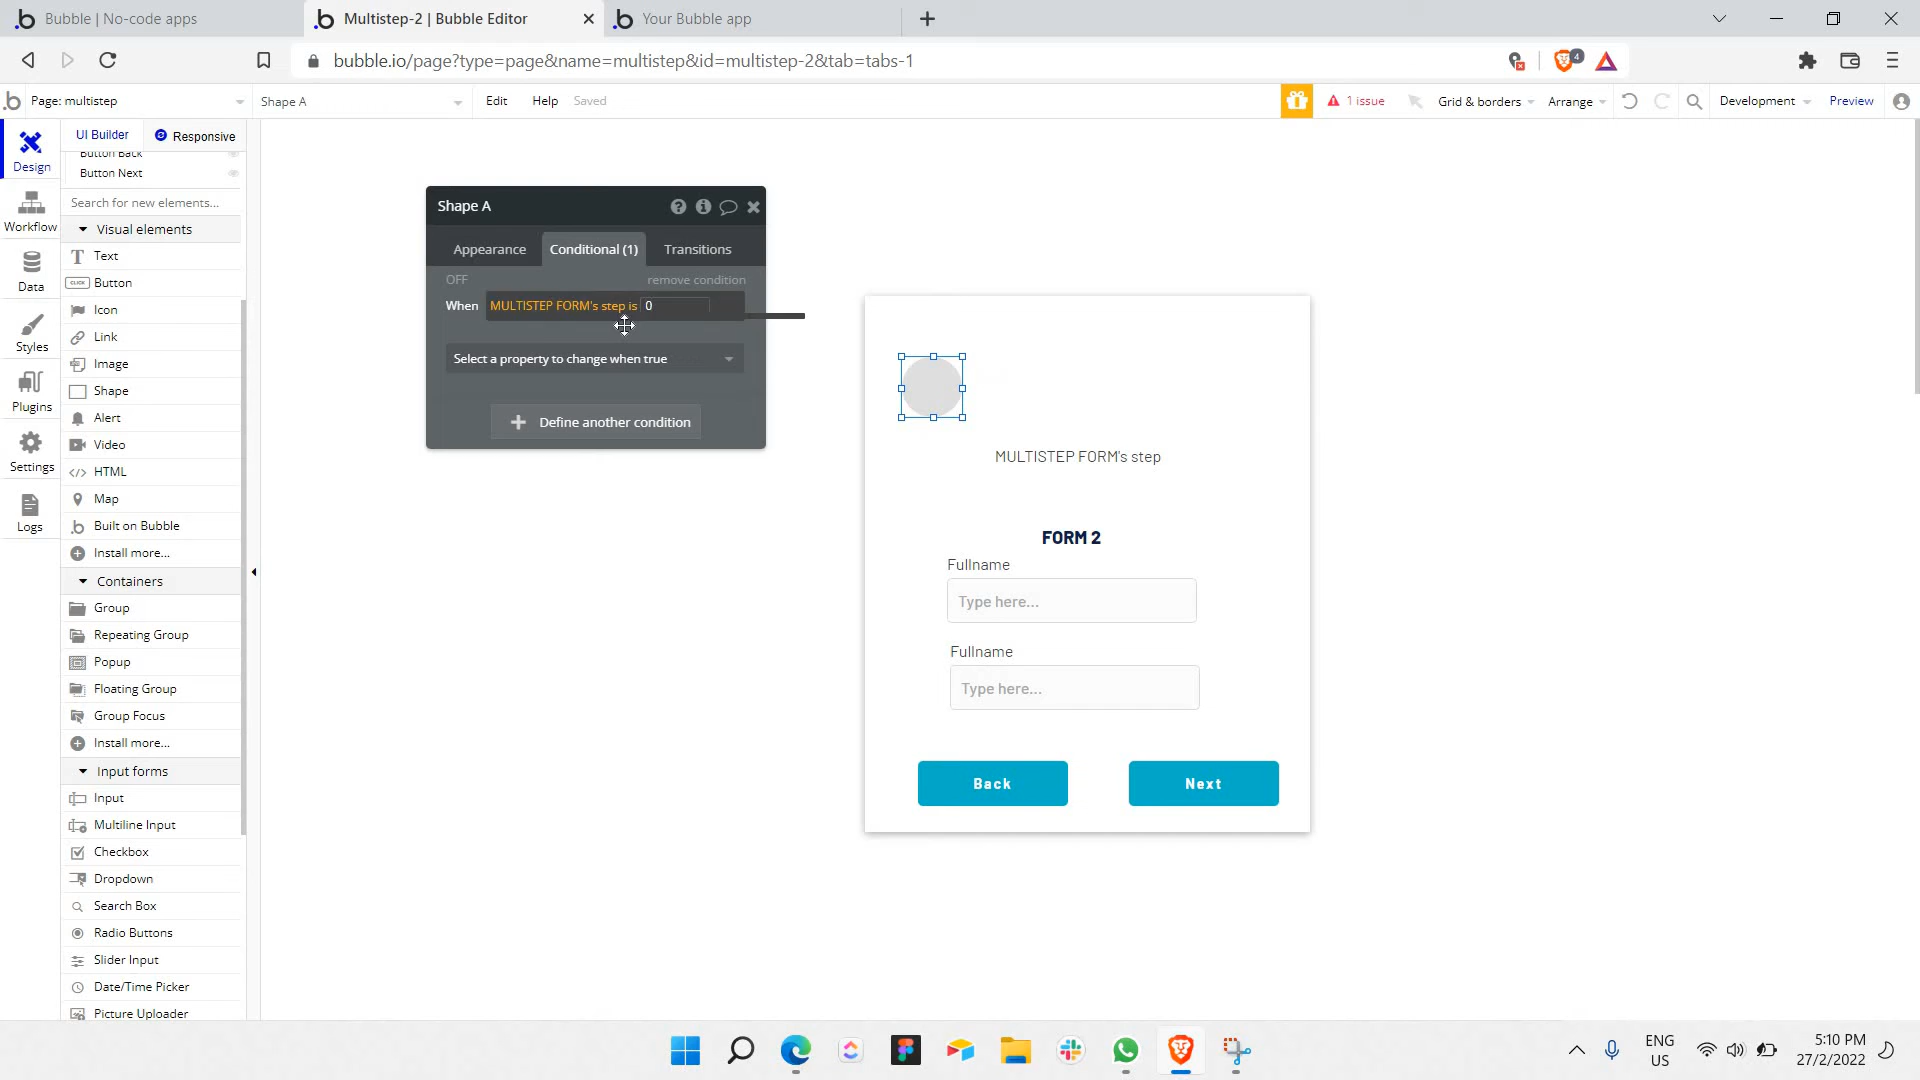 Bubble | No-code apps
Multistep-2 | Bubble Editor
Your Bubble app
bubble.io/page?type=page&name=multistep&id=multistep-2&tab=tabs-1
4
Page: multistep
Shape A
Edit
Help
Saved
1 issue
Grid & borders
Arrange
Development
Preview
Design
Workflow
Data
Styles
Plugins
Settings
Logs
UI Builder
Responsive
Button Back
Button Next
Search for new elements...
Visual elements
Text
CLICK
Button
Icon
Link
Image
Shape
Alert
Video
HTML
Map
Built on Bubble
Install more...
Containers
Group
Repeating Group
Popup
Floating Group
Group Focus
Install more...
Input forms
Input
Multiline Input
Checkbox
Dropdown
Search Box
Radio Buttons
Slider Input
Date/Time Picker
Picture Uploader
Shape A
Appearance
Conditional (1)
Transitions
OFF
remove condition
When MULTISTEP FORM's step is 0
Select a property to change when true
Define another condition
MULTISTEP FORM's step
FORM 2
Fullname
Type here...
Fullname
Type here...
Back
Next
ENG
US
5:10 PM
27/2/2022